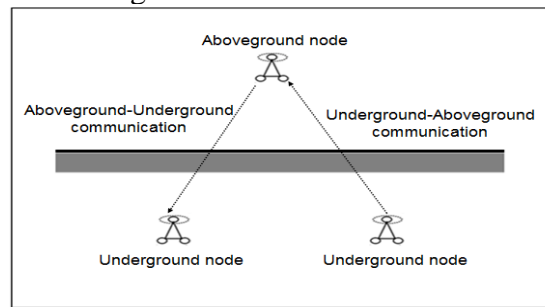 Aboveground node
Aboveground-Underground
communication
Underground-Aboveground
communication
Underground node
Underground node